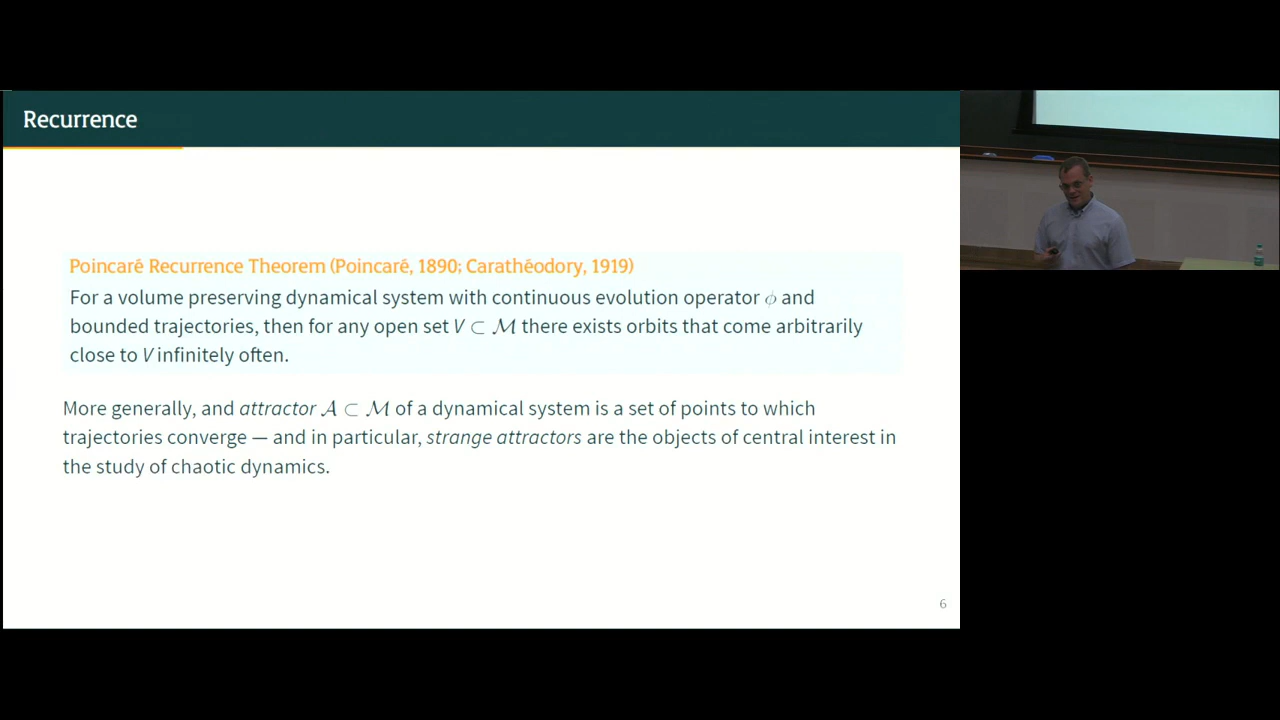 Recurrence
Poincaré Recurrence Theorem (Poincaré, 1890; Carathéodory, 1919)
For a volume preserving dynamical system with continuous evolution operator ϕ and
bounded trajectories, then for any open set V ⊂ ℳ there exists orbits that come arbitrarily
close to V infinitely often.
More generally, and attractor 𝒜 ⊂ ℳ of a dynamical system is a set of points to which
trajectories converge — and in particular, strange attractors are the objects of central interest in
the study of chaotic dynamics.
6